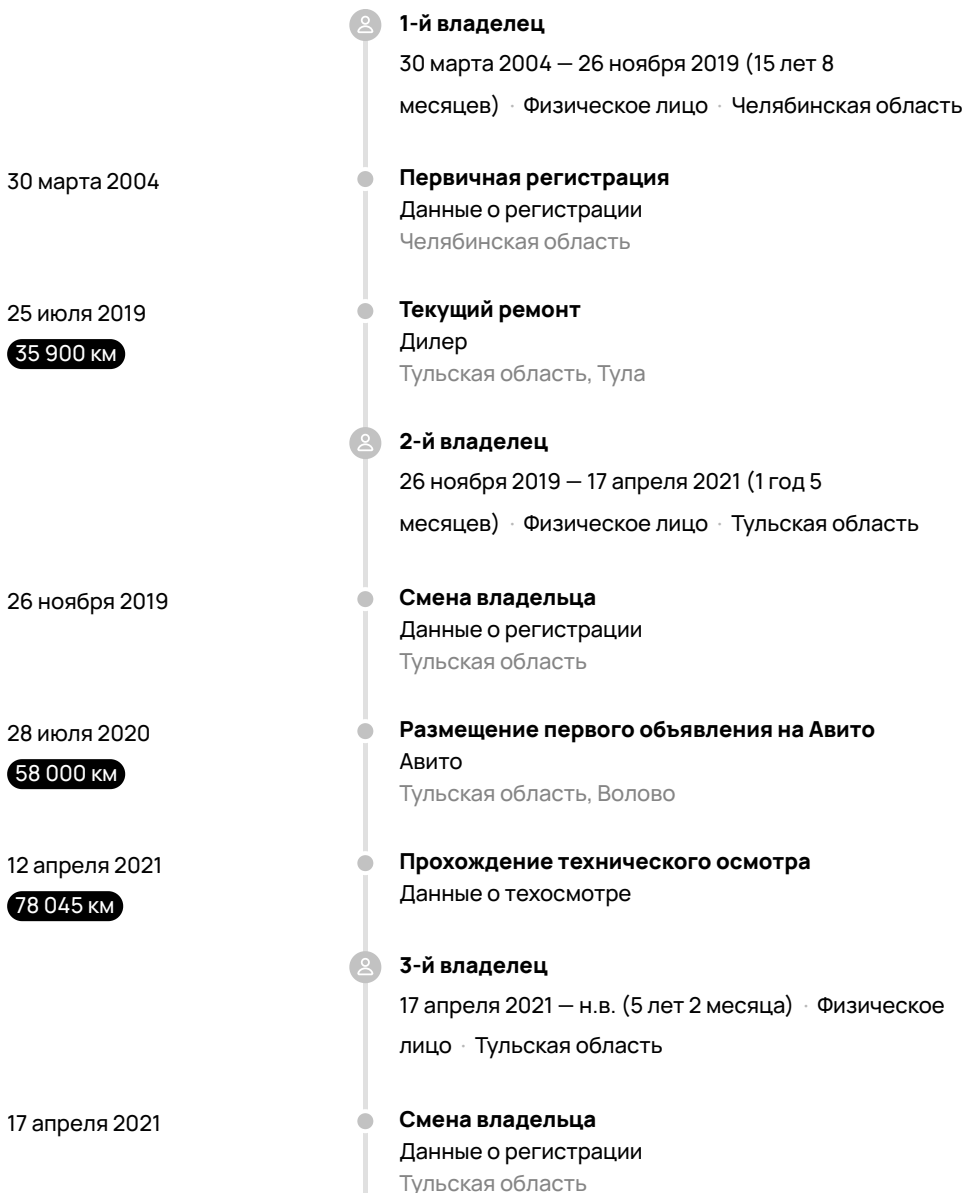 1-й владелец
30 марта 2004 — 26 ноября 2019 (15 лет 8
месяцев) · Физическое лицо · Челябинская область
30 марта 2004
Первичная регистрация
Данные о регистрации
Челябинская область
25 июля 2019
35 900 км
Текущий ремонт
Дилер
Тульская область, Тула
2-й владелец
26 ноября 2019 — 17 апреля 2021 (1 год 5
месяцев) · Физическое лицо · Тульская область
26 ноября 2019
Смена владельца
Данные о регистрации
Тульская область
28 июля 2020
58 000 км
Размещение первого объявления на Авито
Авито
Тульская область, Волово
12 апреля 2021
78 045 км
Прохождение технического осмотра
Данные о техосмотре
3-й владелец
17 апреля 2021 — н.в. (5 лет 2 месяца) · Физическое
лицо · Тульская область
17 апреля 2021
Смена владельца
Данные о регистрации
Тульская область